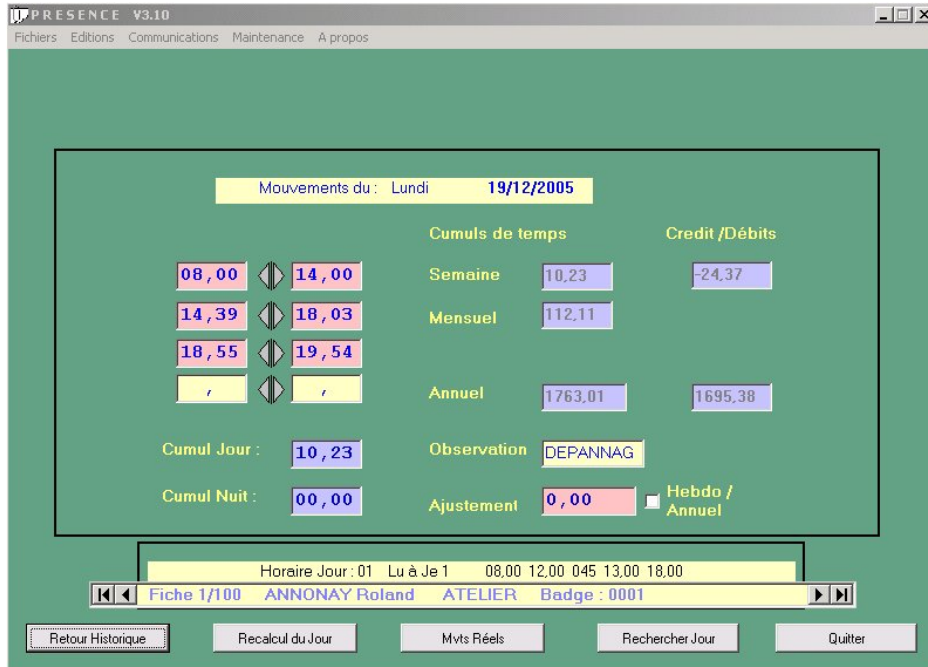 PRESENCE V3.10
Fichiers Editions Communications Maintenance A propos
Mouvements du : Lundi 19/12/2005
Cumuls de temps Credit /Débits
08,00 14,00 Semaine 10,23 -24,37
14,39 18,03 Mensuel 112,11
18,55 19,54
, ,
Annuel 1763,01 1695,38
Cumul Jour : 10,23 Observation DEPANNAG
Cumul Nuit : 00,00 Ajustement 0,00 Hebdo /
Annuel
Horaire Jour : 01 Lu à Je 1 08,00 12,00 045 13,00 18,00
Fiche 1/100 ANNONAY Roland ATELIER Badge : 0001
Retour Historique Recalcul du Jour Mvts Réels Rechercher Jour Quitter